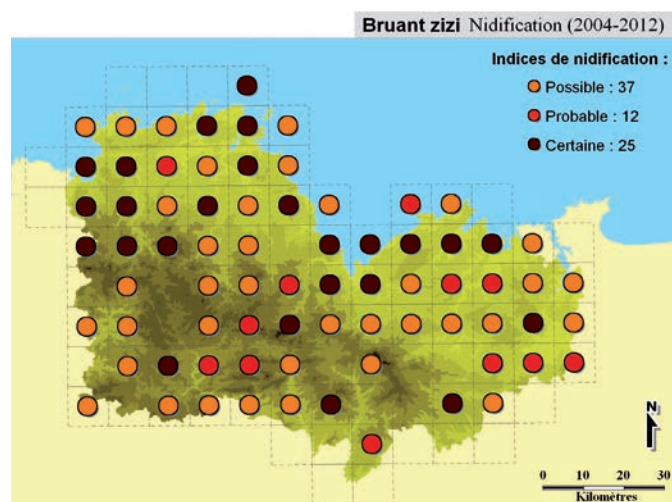 Bruant zizi Nidification (2004-2012)
Indices de nidification :
Possible : 37
Probable : 12
Certaine : 25
N
0 10 20 30
Kilomètres